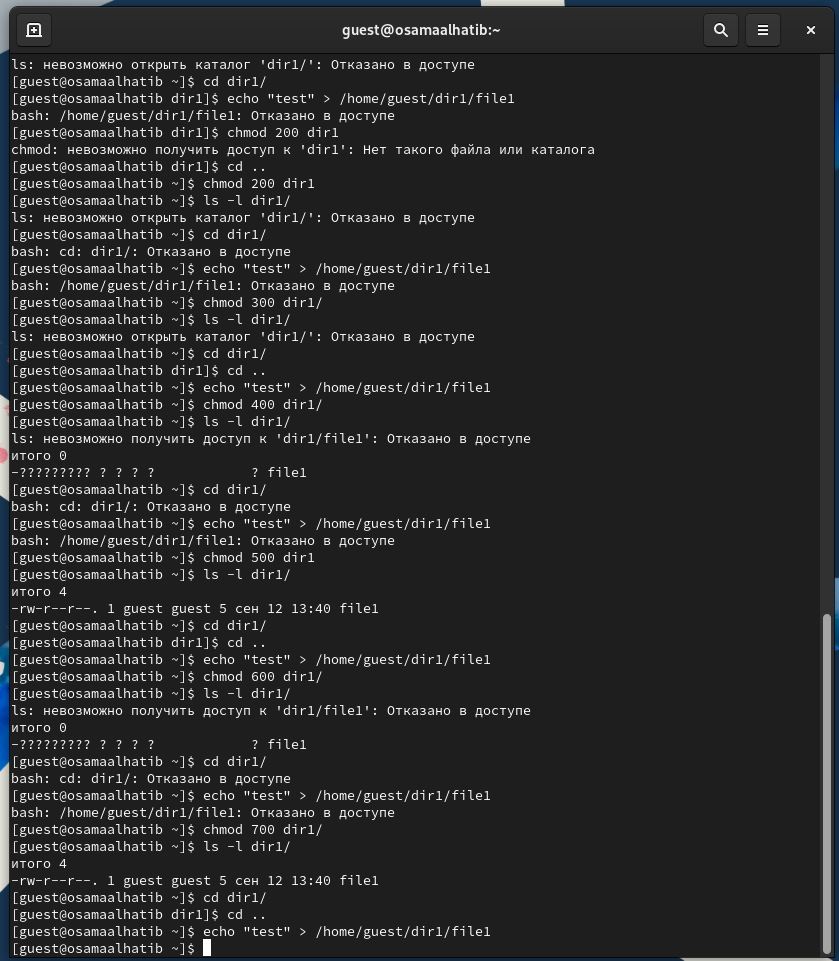 guest@osamaalhatib:~
ls: невозможно открыть каталог 'dir1/': Отказано в доступе
[guest@osamaalhatib ~]$ cd dir1/
[guest@osamaalhatib dir1]$ echo "test" > /home/guest/dir1/file1
bash: /home/guest/dir1/file1: Отказано в доступе
[guest@osamaalhatib dir1]$ chmod 200 dir1
chmod: невозможно получить доступ к 'dir1': Нет такого файла или каталога
[guest@osamaalhatib dir1]$ cd ..
[guest@osamaalhatib ~]$ chmod 200 dir1
[guest@osamaalhatib ~]$ ls -l dir1/
ls: невозможно открыть каталог 'dir1/': Отказано в доступе
[guest@osamaalhatib ~]$ cd dir1/
bash: cd: dir1/: Отказано в доступе
[guest@osamaalhatib ~]$ echo "test" > /home/guest/dir1/file1
bash: /home/guest/dir1/file1: Отказано в доступе
[guest@osamaalhatib ~]$ chmod 300 dir1/
[guest@osamaalhatib ~]$ ls -l dir1/
ls: невозможно открыть каталог 'dir1/': Отказано в доступе
[guest@osamaalhatib ~]$ cd dir1/
[guest@osamaalhatib dir1]$ cd ..
[guest@osamaalhatib ~]$ echo "test" > /home/guest/dir1/file1
[guest@osamaalhatib ~]$ chmod 400 dir1/
[guest@osamaalhatib ~]$ ls -l dir1/
ls: невозможно получить доступ к 'dir1/file1': Отказано в доступе
итого 0
-????????? ? ? ? ?            ? file1
[guest@osamaalhatib ~]$ cd dir1/
bash: cd: dir1/: Отказано в доступе
[guest@osamaalhatib ~]$ echo "test" > /home/guest/dir1/file1
bash: /home/guest/dir1/file1: Отказано в доступе
[guest@osamaalhatib ~]$ chmod 500 dir1
[guest@osamaalhatib ~]$ ls -l dir1/
итого 4
-rw-r--r--. 1 guest guest 5 сен 12 13:40 file1
[guest@osamaalhatib ~]$ cd dir1/
[guest@osamaalhatib dir1]$ cd ..
[guest@osamaalhatib ~]$ echo "test" > /home/guest/dir1/file1
[guest@osamaalhatib ~]$ chmod 600 dir1/
[guest@osamaalhatib ~]$ ls -l dir1/
ls: невозможно получить доступ к 'dir1/file1': Отказано в доступе
итого 0
-????????? ? ? ? ?            ? file1
[guest@osamaalhatib ~]$ cd dir1/
bash: cd: dir1/: Отказано в доступе
[guest@osamaalhatib ~]$ echo "test" > /home/guest/dir1/file1
bash: /home/guest/dir1/file1: Отказано в доступе
[guest@osamaalhatib ~]$ chmod 700 dir1/
[guest@osamaalhatib ~]$ ls -l dir1/
итого 4
-rw-r--r--. 1 guest guest 5 сен 12 13:40 file1
[guest@osamaalhatib ~]$ cd dir1/
[guest@osamaalhatib dir1]$ cd ..
[guest@osamaalhatib ~]$ echo "test" > /home/guest/dir1/file1
[guest@osamaalhatib ~]$